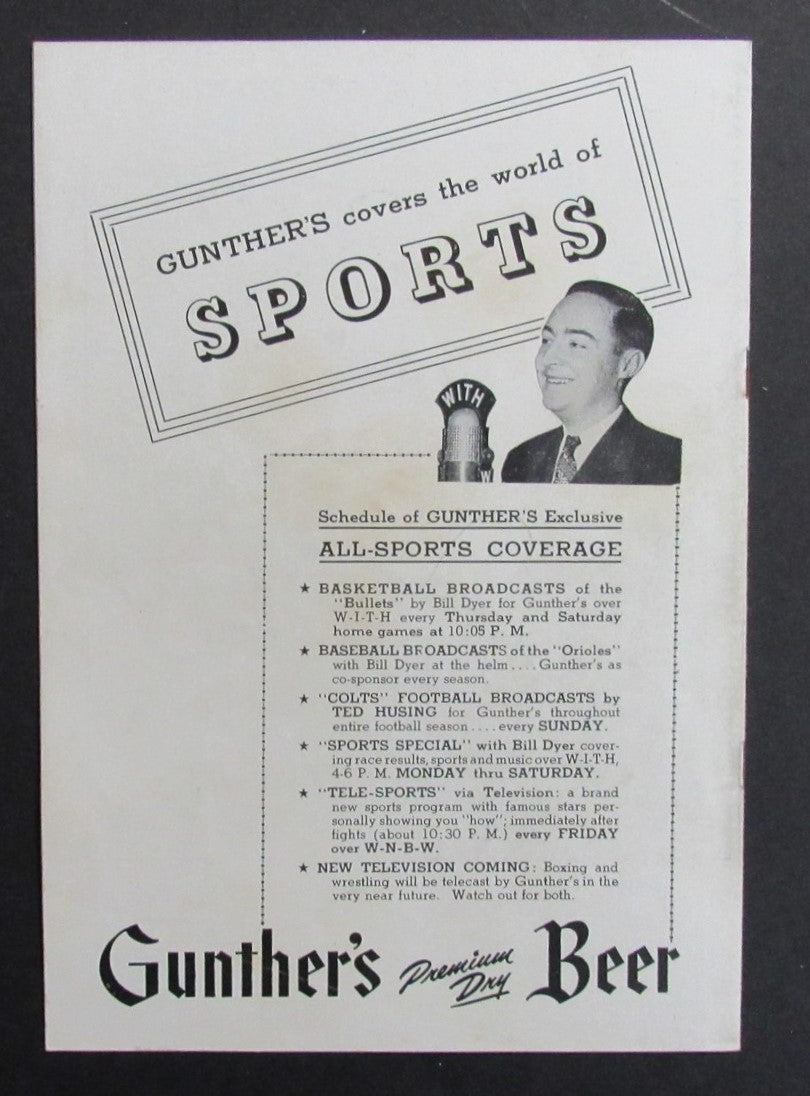 GUNTHER'S covers the world of
SPORTS
WITH
W
Schedule of GUNTHER'S Exclusive
ALL-SPORTS COVERAGE
★ BASKETBALL BROADCASTS of the
"Bullets" by Bill Dyer for Gunther's over
W-I-T-H every Thursday and Saturday
home games at 10:05 P. M.
★ BASEBALL BROADCASTS of the "Orioles"
with Bill Dyer at the helm . . . . Gunther's as
co-sponsor every season.
★ "COLTS" FOOTBALL BROADCASTS by
TED HUSING for Gunther's throughout
entire football season . . . . every SUNDAY.
★ "SPORTS SPECIAL" with Bill Dyer cover-
ing race results, sports and music over W-I-T-H,
4-6 P. M. MONDAY thru SATURDAY.
★ "TELE-SPORTS" via Television: a brand
new sports program with famous stars per-
sonally showing you "how"; immediately after
fights (about 10:30 P. M.) every FRIDAY
over W-N-B-W.
★ NEW TELEVISION COMING: Boxing and
wrestling will be telecast by Gunther's in the
very near future. Watch out for both.
Gunther's Premium Dry Beer